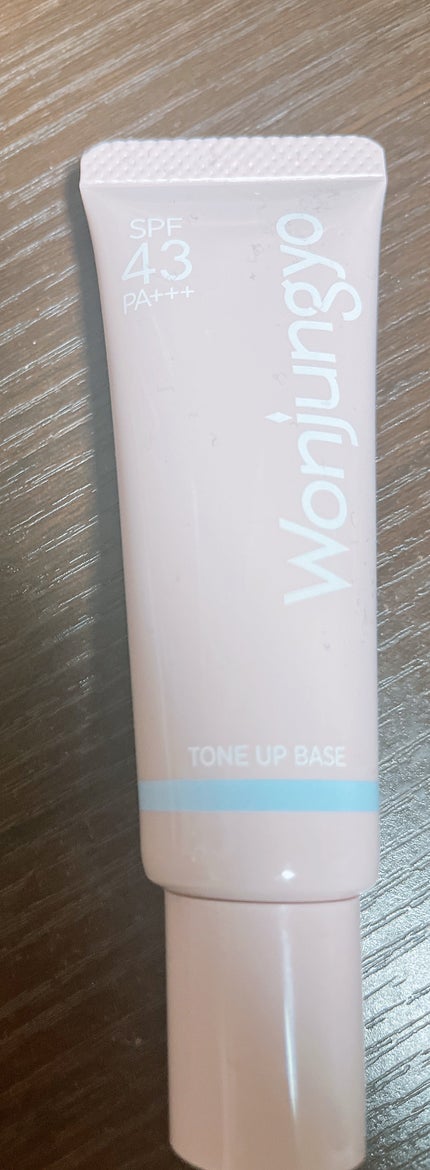 SPF
43
PA+++
Wonjungyo
TONE UP BASE